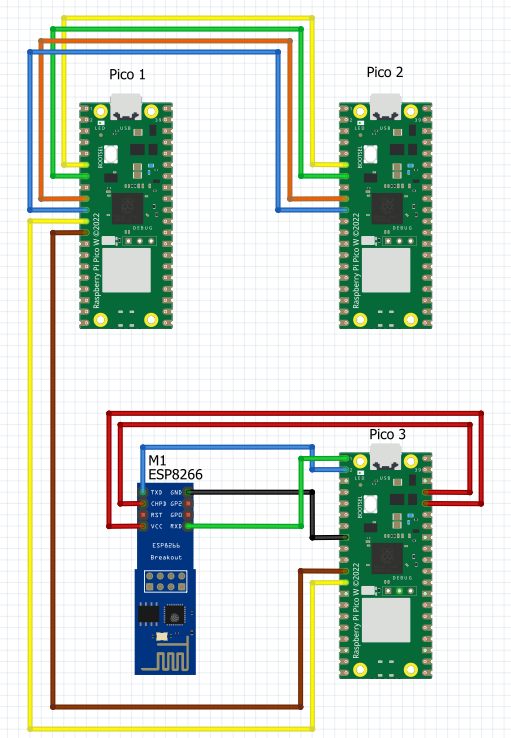 Pico 1
Pico 2
LED
USB
BOOTSEL
DEBUG
Raspberry Pi Pico W ©2022
LED
USB
BOOTSEL
DEBUG
Raspberry Pi Pico W ©2022
Pico 3
M1
ESP8266
TXD GND
CHPD GP2
RST GP0
VCC RXD
ESP8266
Breakout
LED
USB
BOOTSEL
DEBUG
Raspberry Pi Pico W ©2022